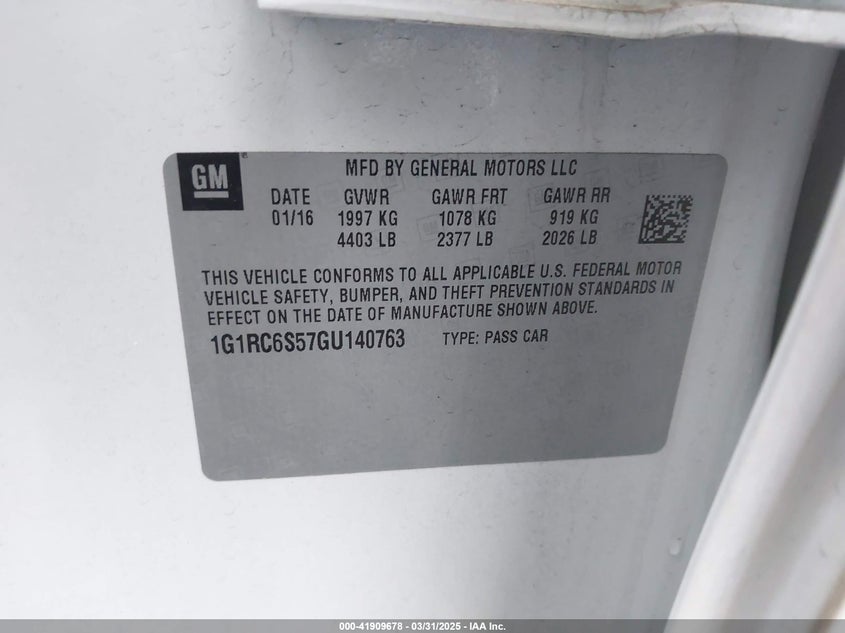 GM
MFD BY GENERAL MOTORS LLC
DATE GVWR GAWR FRT GAWR RR
01/16 1997 KG 1078 KG 919 KG
4403 LB 2377 LB 2026 LB
THIS VEHICLE CONFORMS TO ALL APPLICABLE U.S. FEDERAL MOTOR
VEHICLE SAFETY, BUMPER, AND THEFT PREVENTION STANDARDS IN
EFFECT ON THE DATE OF MANUFACTURE SHOWN ABOVE.
1G1RC6S57GU140763 TYPE: PASS CAR
000-41909678 - 03/31/2025 - IAA Inc.